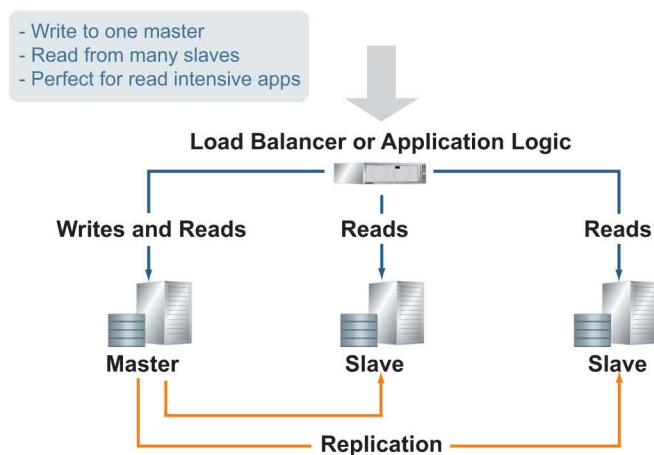 - Write to one master
- Read from many slaves
- Perfect for read intensive apps
Load Balancer or Application Logic
Writes and Reads
Reads
Reads
Master
Slave
Slave
Replication